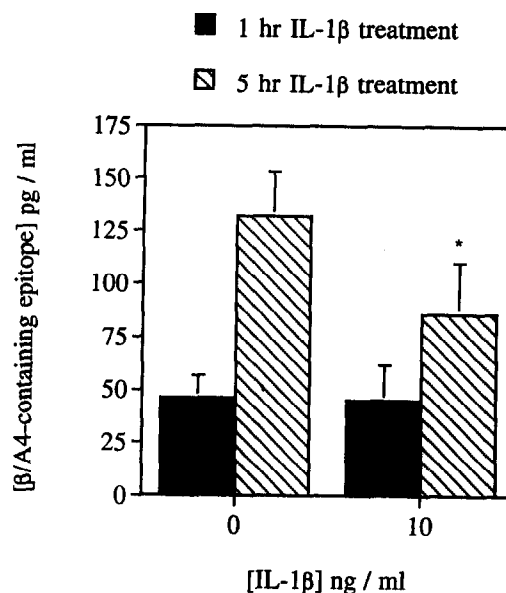 1 hr IL-1β treatment
5 hr IL-1β treatment
[β/A4-containing epitope] pg / ml
175
150
125
100
75
50
25
0
*
0
10
[IL-1β] ng / ml